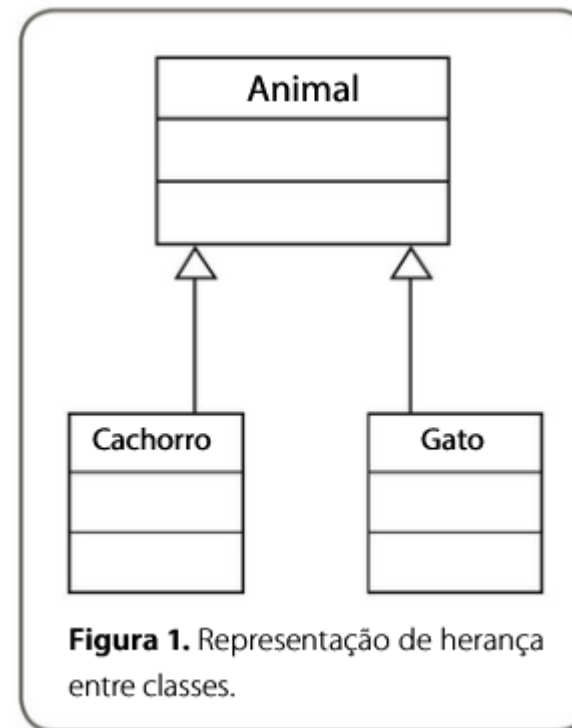 Animal
Cachorro
Gato
Figura 1. Representação de herança
entre classes.